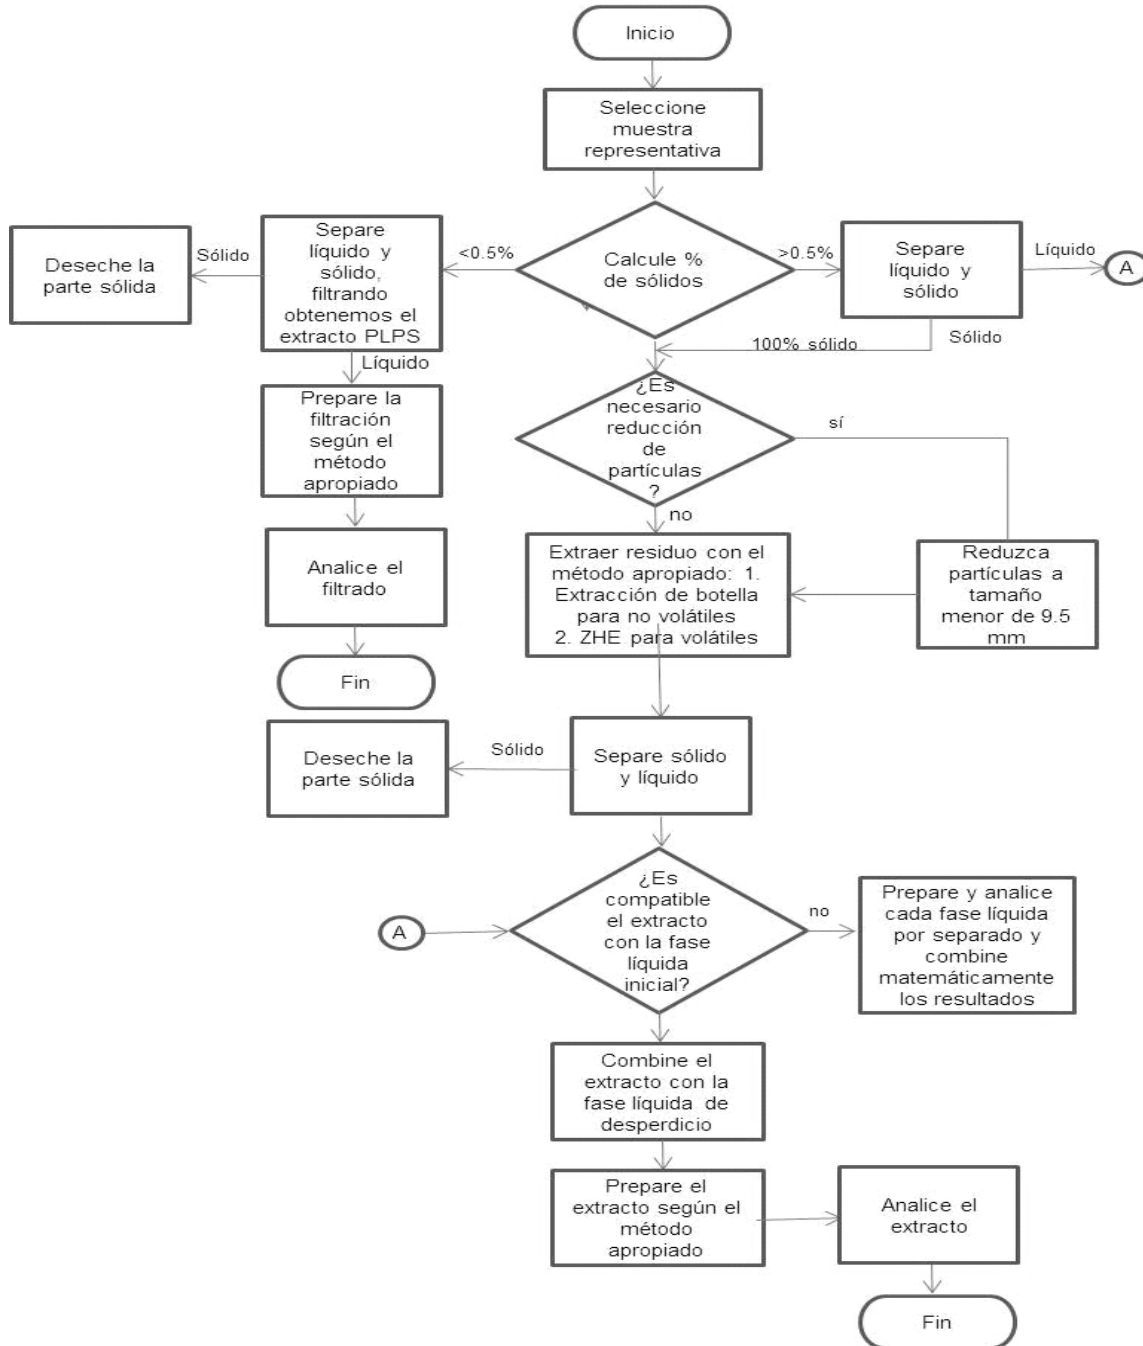 Inicio
Seleccione
muestra
representativa
Deseche la
parte sólida
Sólido
Separe
líquido y
sólido,
filtrando
obtenemos el
extracto PLPS
<0.5%
Calcule %
de sólidos
>0.5%
Separe
líquido y
sólido
Líquido
A
100% sólido
Sólido
Líquido
Prepare la
filtración
según el
método
apropiado
¿Es
necesario
reducción
de
partículas
?
sí
no
Analice el
filtrado
Extraer residuo con el
método apropiado: 1.
Extracción de botella
para no volátiles
2. ZHE para volátiles
Reduzca
partículas a
tamaño
menor de 9.5
mm
Fin
Deseche la
parte sólida
Sólido
Separe sólido
y líquido
A
¿Es
compatible
el extracto
con la fase
líquida
inicial?
no
Prepare y analice
cada fase líquida
por separado y
combine
matemáticamente
los resultados
Combine el
extracto con la
fase líquida de
desperdicio
Prepare el
extracto según el
método
apropiado
Analice el
extracto
Fin